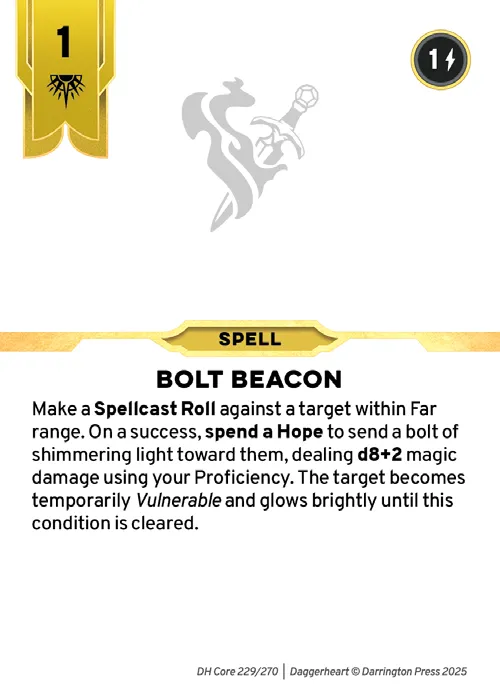 1
1
SPELL
BOLT BEACON
Make a Spellcast Roll against a target within Far
range. On a success, spend a Hope to send a bolt of
shimmering light toward them, dealing d8+2 magic
damage using your Proficiency. The target becomes
temporarily Vulnerable and glows brightly until this
condition is cleared.
DH Core 229/270 | Daggerheart © Darrington Press 2025